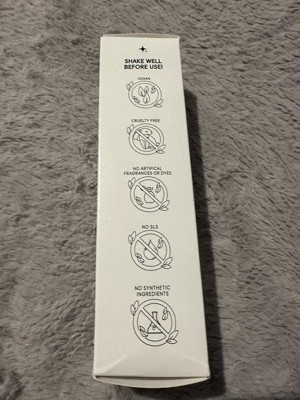 SHAKE WELL
BEFORE USE!
VEGAN
CRUELTY FREE
NO ARTIFICAL
FRAGRANCES OR DYES
NO SLS
NO SYNTHETIC
INGREDIENTS